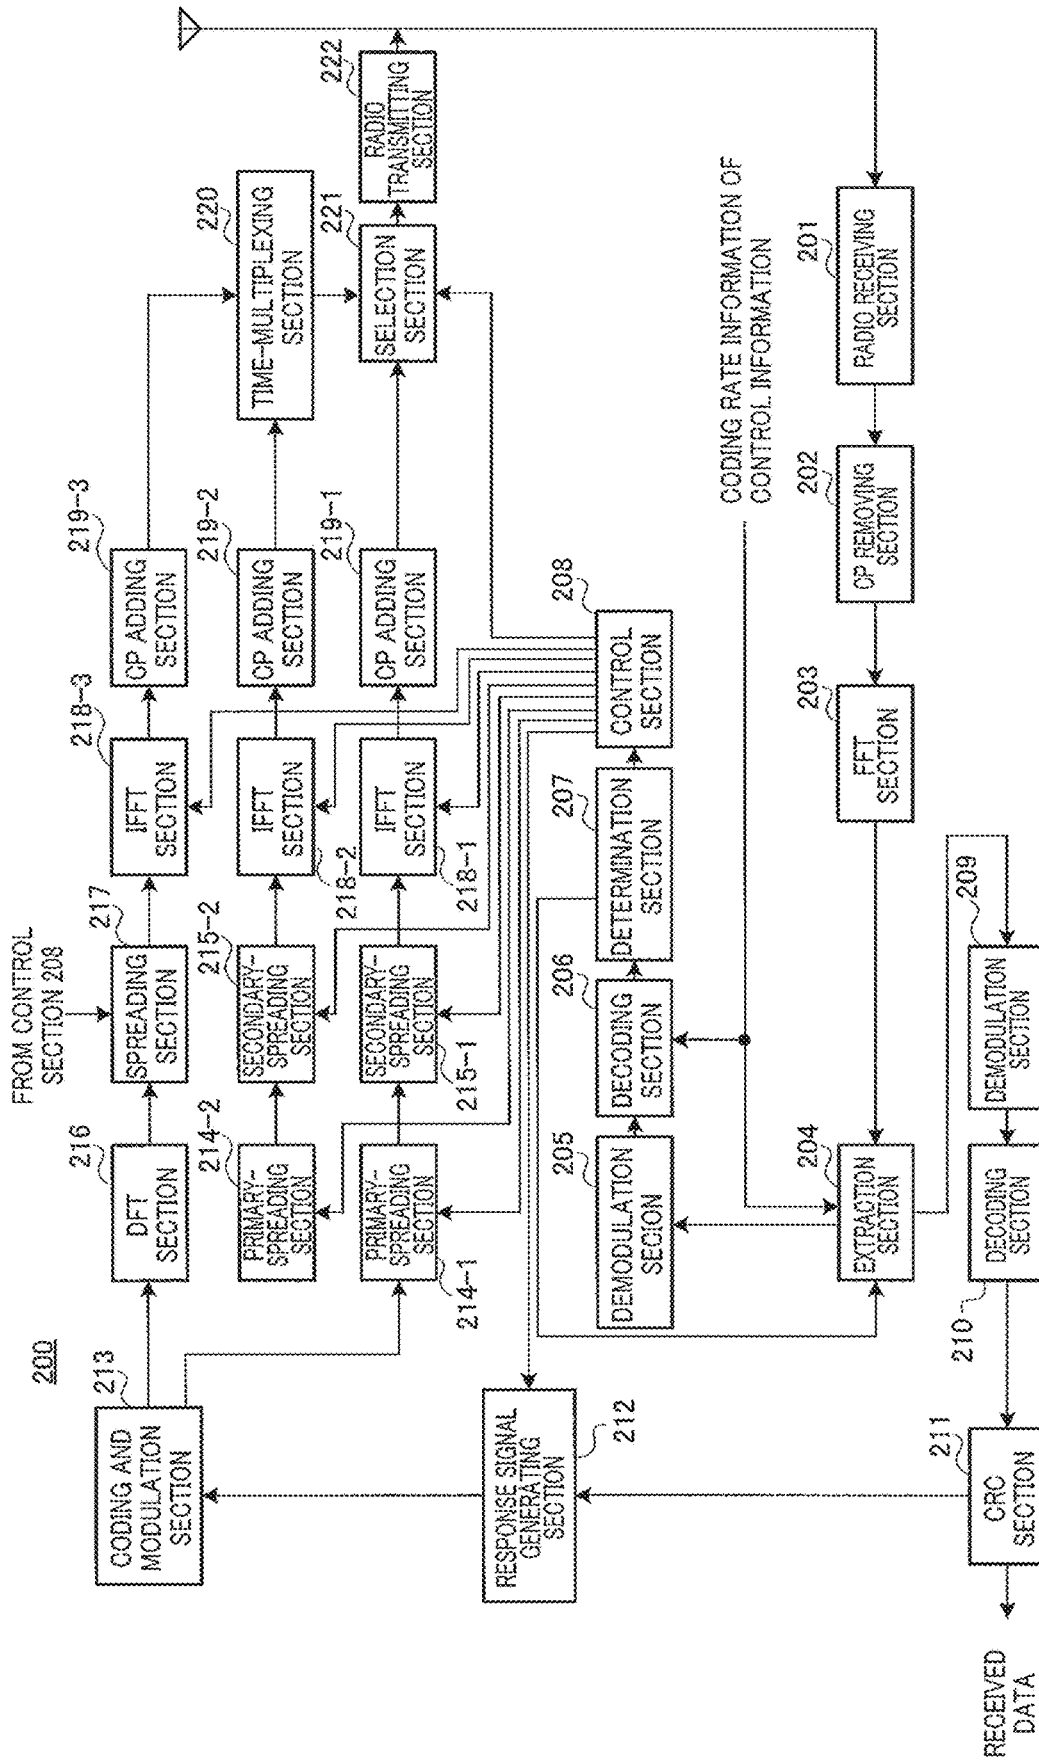 200
213
CODING AND
MODULATION
SECTION
216
DFT
SECTION
FROM CONTROL
SECTION 208
217
SPREADING
SECTION
218-3
IFFT
SECTION
219-3
CP ADDING
SECTION
214-2
PRIMARY-
SPREADING
SECTION
215-2
SECONDARY-
SPREADING
SECTION
218-2
IFFT
SECTION
219-2
CP ADDING
SECTION
220
TIME-MULTIPLEXING
SECTION
214-1
PRIMARY-
SPREADING
SECTION
215-1
SECONDARY-
SPREADING
SECTION
218-1
IFFT
SECTION
219-1
CP ADDING
SECTION
221
SELECTION
SECTION
222
RADIO
TRANSMITTING
SECTION
212
RESPONSE SIGNAL
GENERATING
SECTION
205
DEMODULATION
SECION
206
DECODING
SECTION
207
DETERMINATION
SECTION
208
CONTROL
SECTION
CODING RATE INFORMATION OF
CONTROL INFORMATION
204
EXTRACTION
SECTION
203
FFT
SECTION
202
CP REMOVING
SECTION
201
RADIO RECEIVING
SECTION
RECEIVED
DATA
211
CRC
SECTION
210
DECODING
SECTION
209
DEMODULATION
SECTION